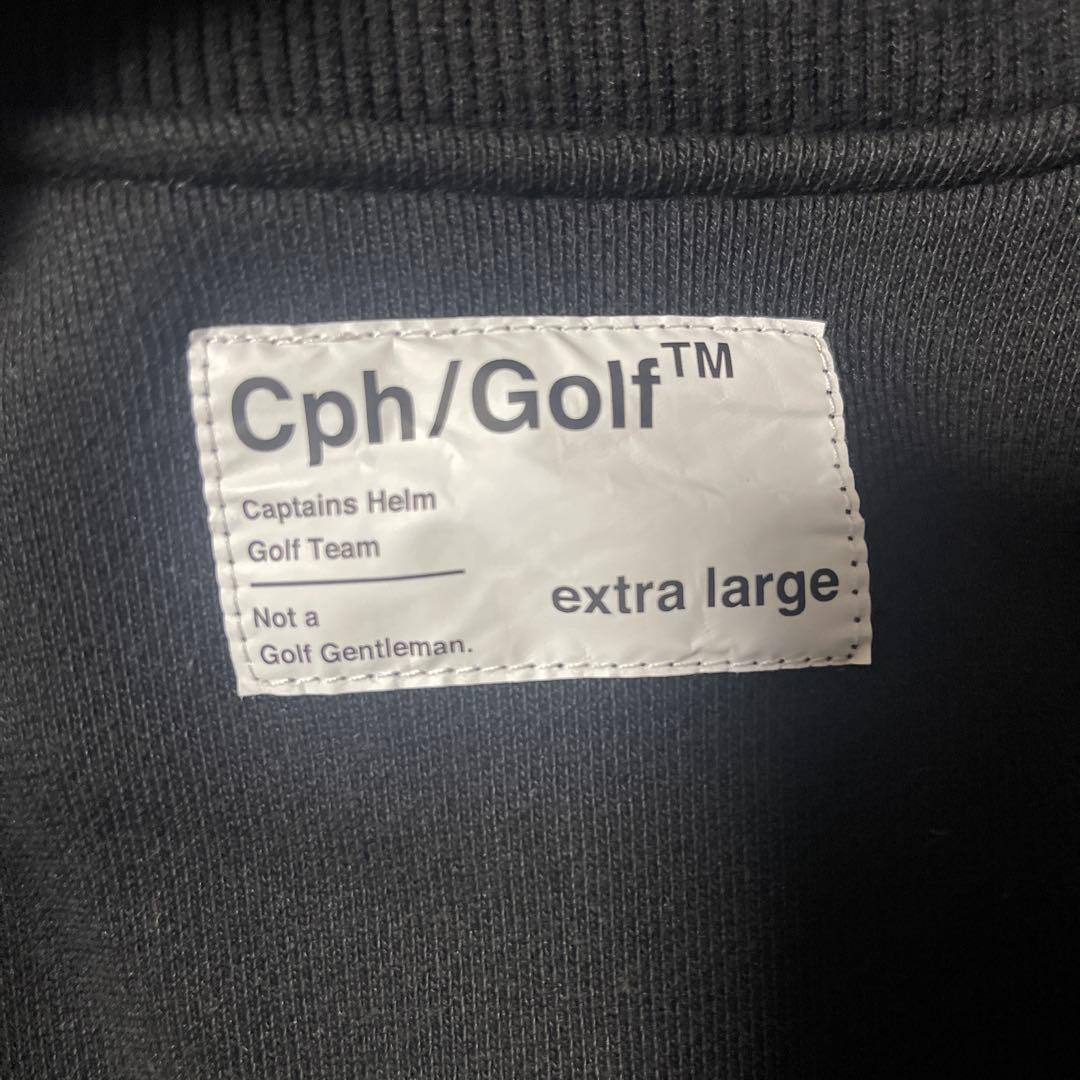 Cph/Golf™
Captains Helm
Golf Team
extra large
Not a
Golf Gentleman.